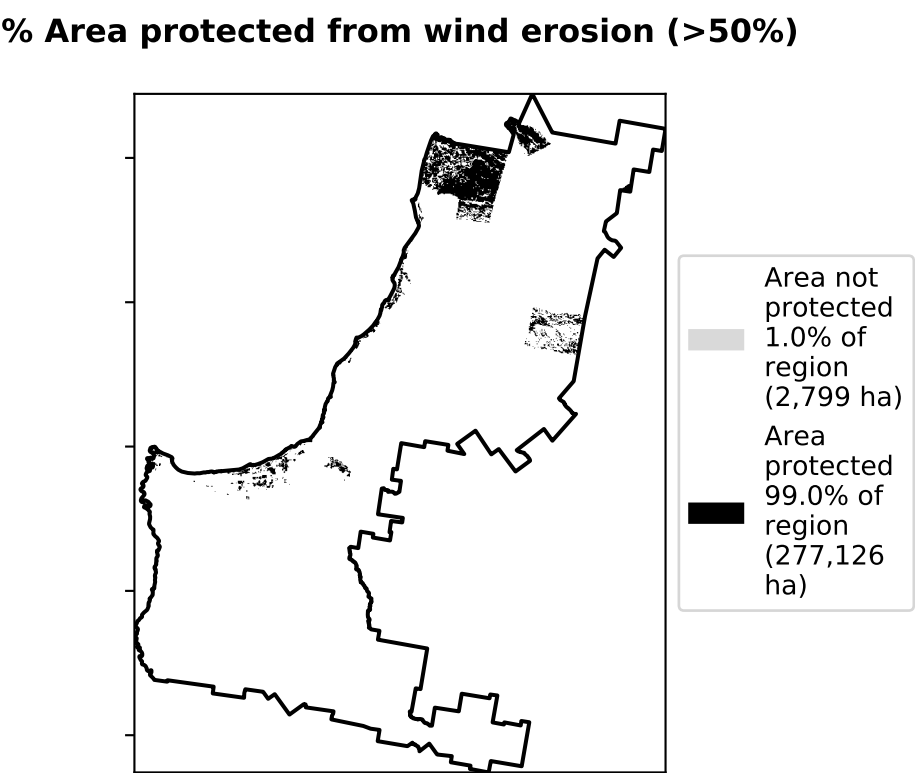 % Area protected from wind erosion (>50%)
Area not
protected
1.0% of
region
(2,799 ha)
Area
protected
99.0% of
region
(277,126
ha)